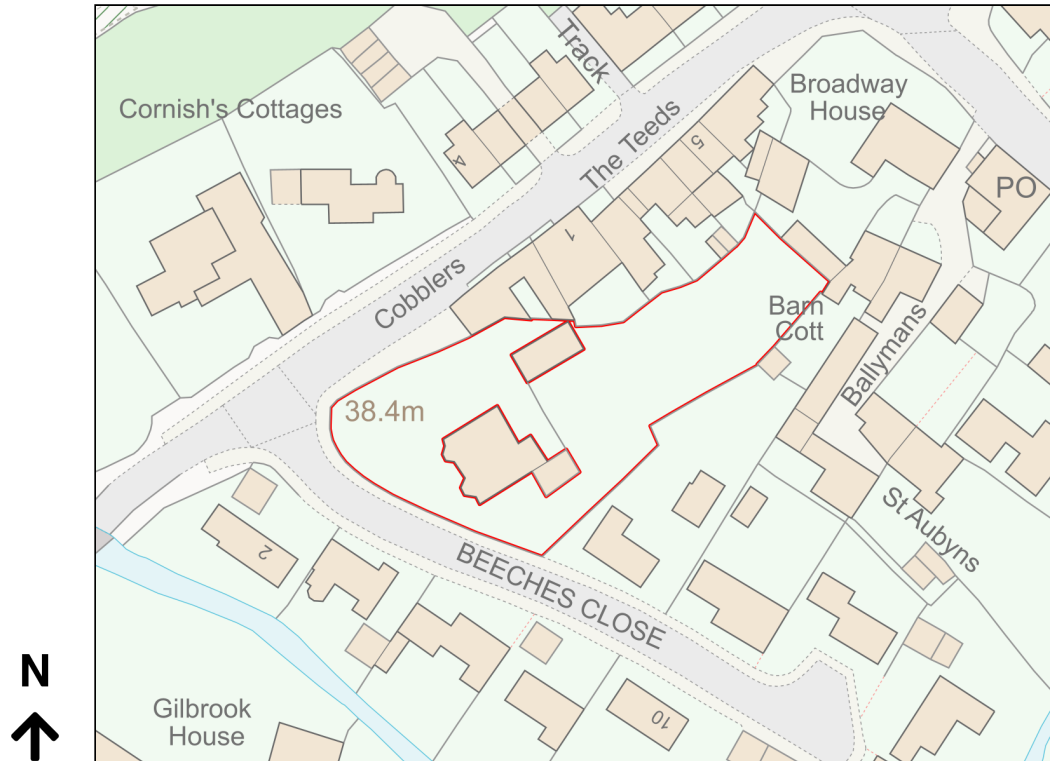 Track
Broadway
House
Cornish's Cottages
The Teeds
5
4
PO
1
Cobblers
Barn
Cott
Ballymans
38.4m
St Aubyns
2
BEECHES CLOSE
N
Gilbrook
House
10